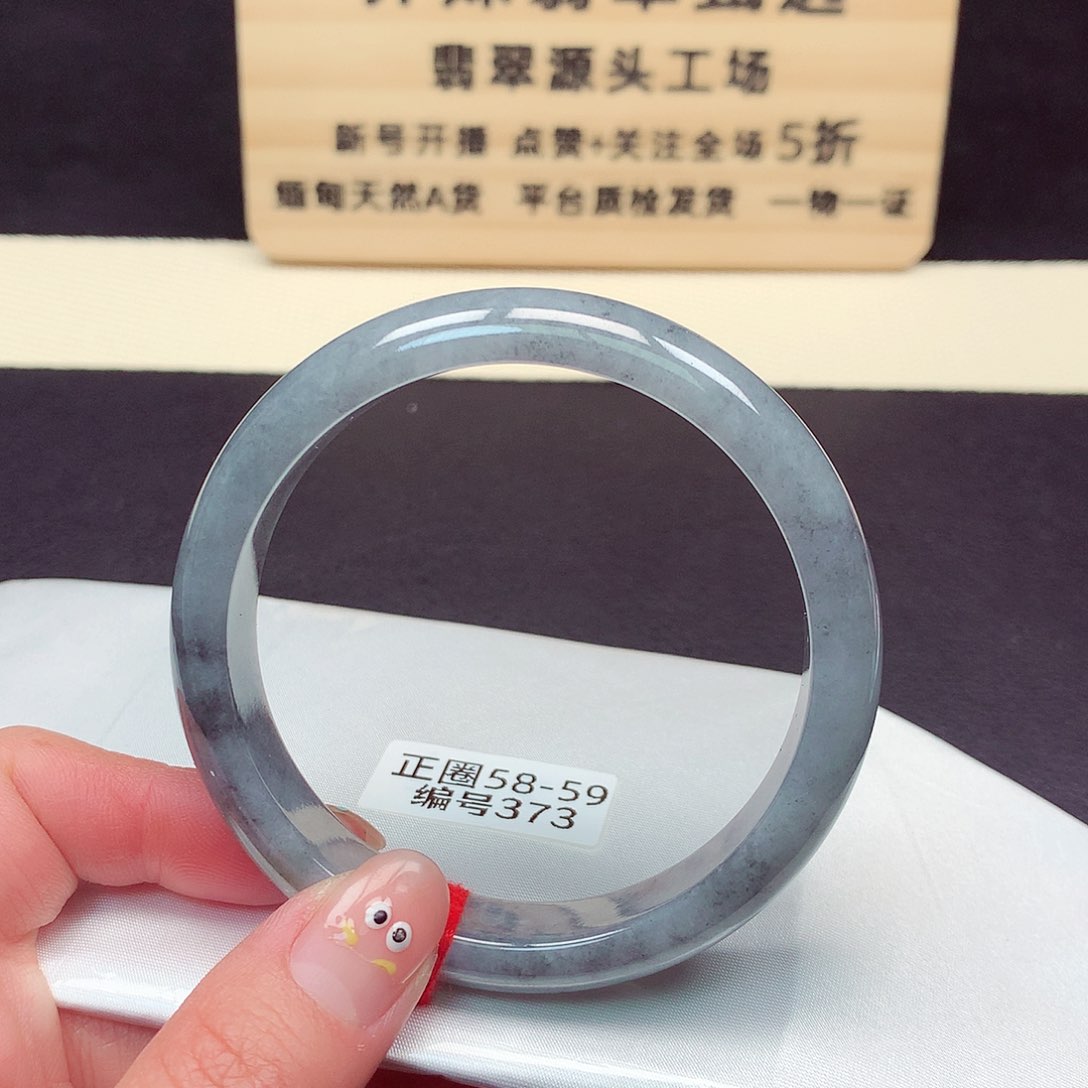 翡翠源头工场
新号开播 点赞+关注全场5折
缅甸天然A货 平台质检发货 一物一证
正圈58-59
编号373